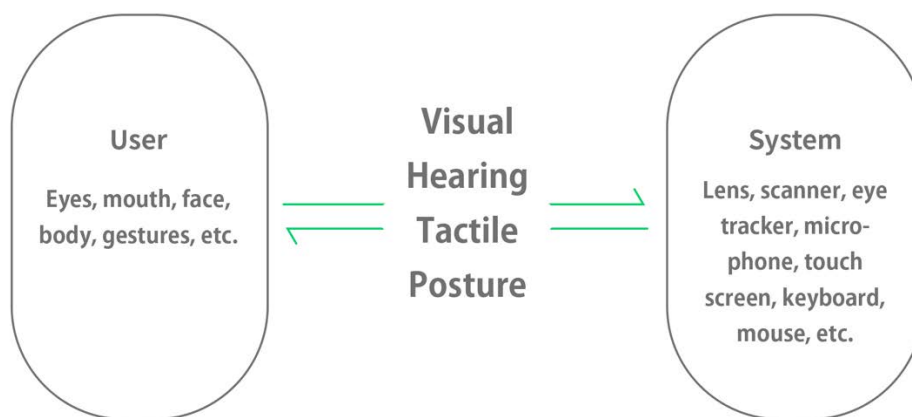 User
Eyes, mouth, face,
body, gestures, etc.
Visual
Hearing
Tactile
Posture
System
Lens, scanner, eye
tracker, micro-
phone, touch
screen, keyboard,
mouse, etc.